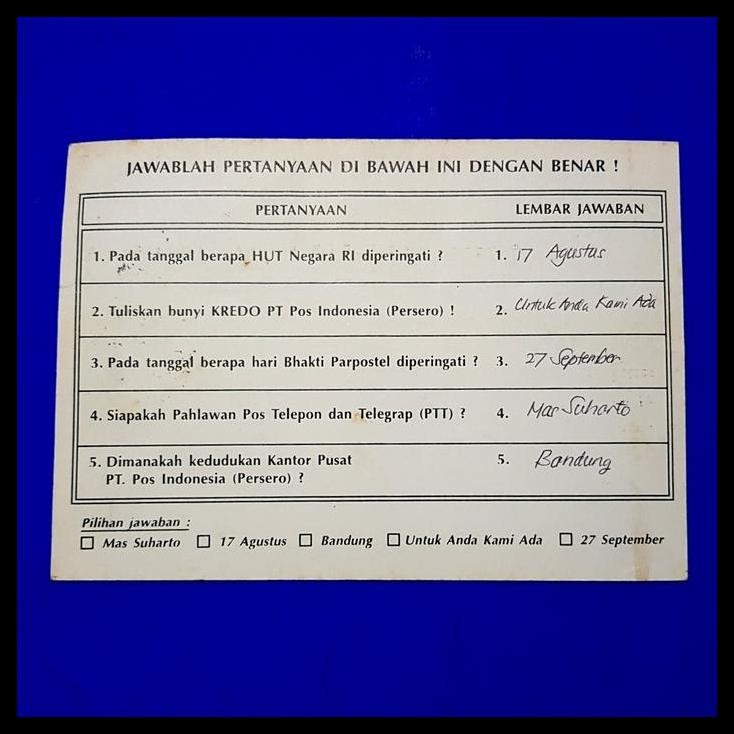 JAWABLAH PERTANYAAN DI BAWAH INI DENGAN BENAR !
PERTANYAAN LEMBAR JAWABAN
1. Pada tanggal berapa HUT Negara RI diperingati ? 1. 17 Agustus
2. Tuliskan bunyi KREDO PT Pos Indonesia (Persero) ! 2. Untuk Anda Kami Ada
3. Pada tanggal berapa hari Bhakti Parpostel diperingati ? 3. 27 September
4. Siapakah Pahlawan Pos Telepon dan Telegrap (PTT) ? 4. Mas Suharto
5. Dimanakah kedudukan Kantor Pusat 5. Bandung
PT. Pos Indonesia (Persero) ?
Pilihan jawaban :
Mas Suharto 17 Agustus Bandung Untuk Anda Kami Ada 27 September